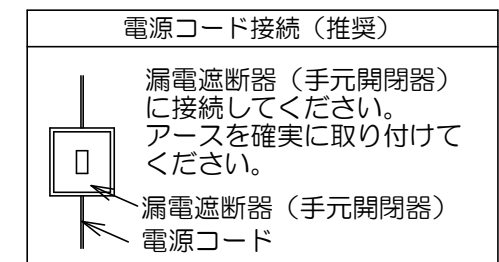 電源コード接続（推奨）
漏電遮断器（手元開閉器）
に接続してください。
アースを確実に取り付けて
ください。
漏電遮断器（手元開閉器）
電源コード